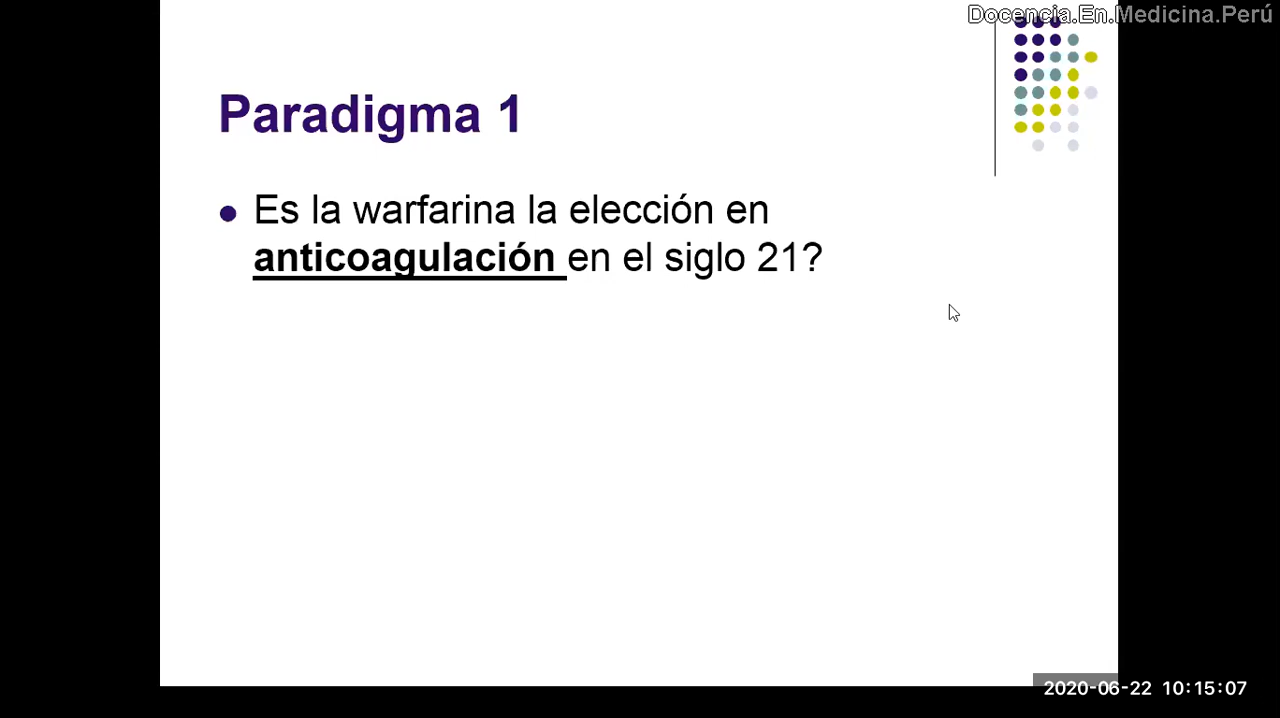 Docencia.En.Medicina.Perú
Paradigma 1
Es la warfarina la elección en
anticoagulación en el siglo 21?
2020-06-22 10:15:07